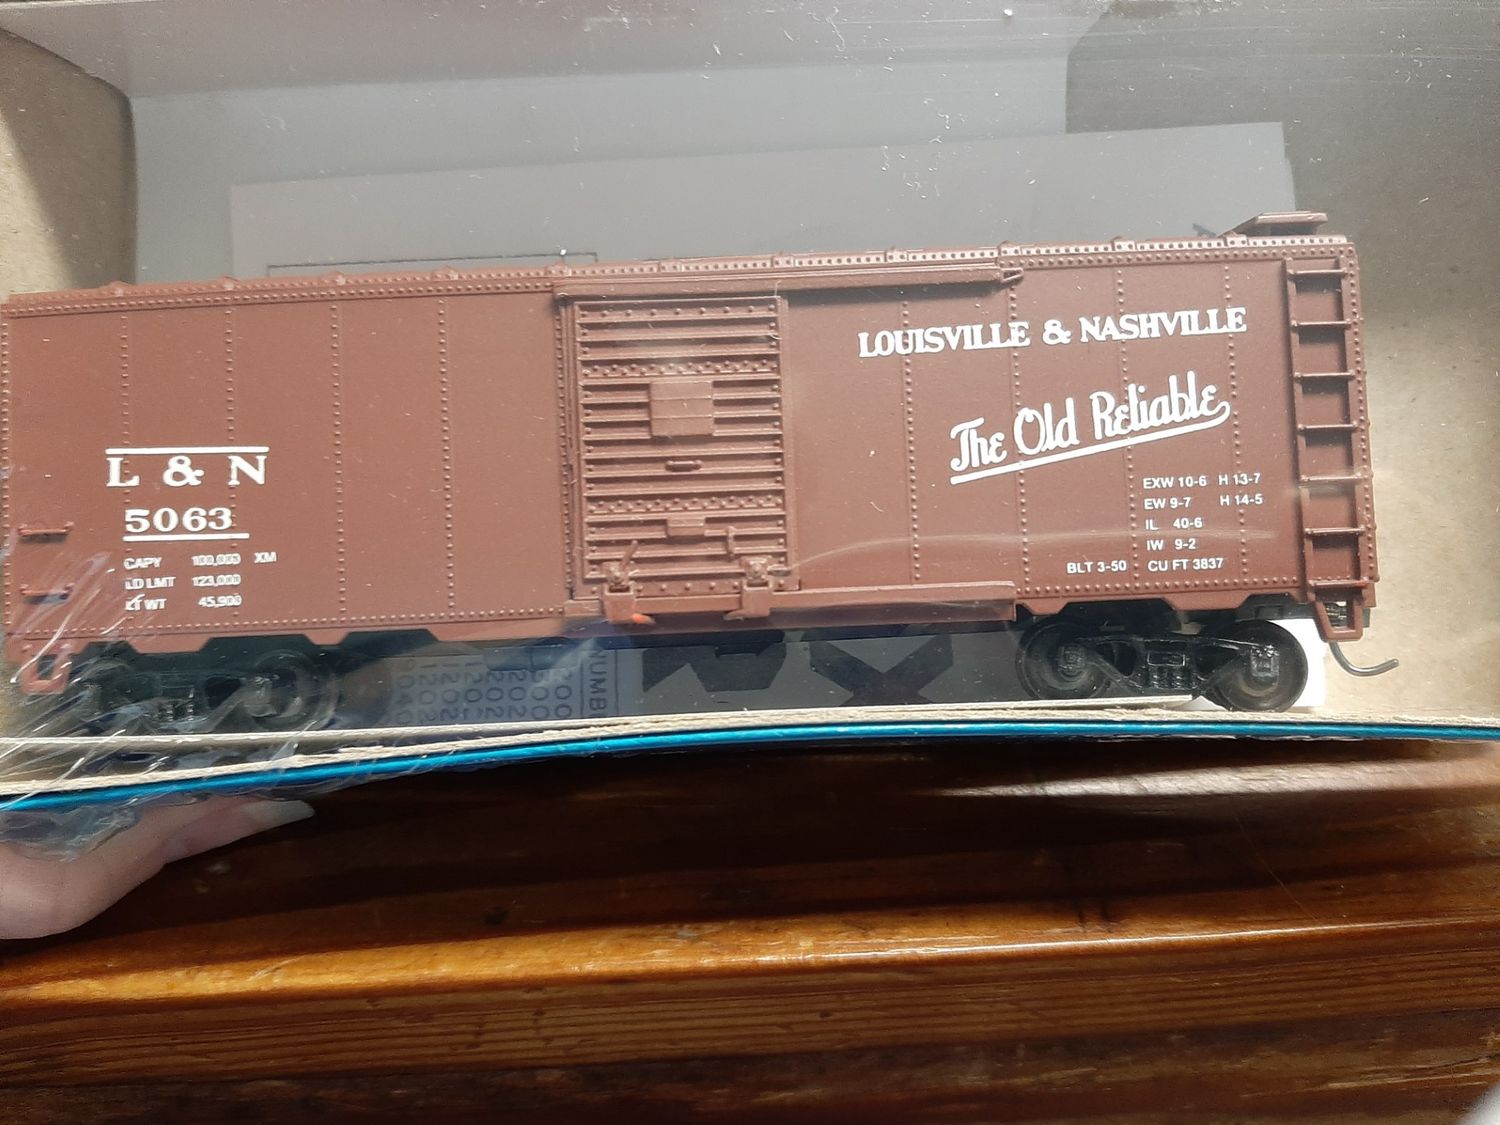 LOUISVILLE & NASHVILLE
The Old Reliable
L & N
5063
CAPY 100,000 XM
LD LMT 123,000
LT WT 45,900
EXW 10-6 H 13-7
EW 9-7 H 14-5
IL 40-6
IW 9-2
BLT 3-50 CU FT 3837
NUMB